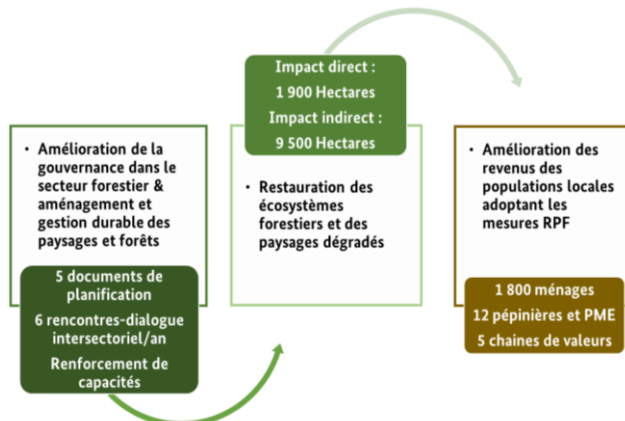 • Amélioration de la
gouvernance dans le
secteur forestier &
aménagement et
gestion durable des
paysages et forêts
5 documents de
planification
6 rencontres-dialogue
intersectoriel/an
Renforcement de
capacités
Impact direct :
1 900 Hectares
Impact indirect :
9 500 Hectares
• Restauration des
écosystèmes
forestiers et des
paysages dégradés
• Amélioration des
revenus des
populations locales
adoptant les
mesures RPF
1 800 ménages
12 pépinières et PME
5 chaines de valeurs